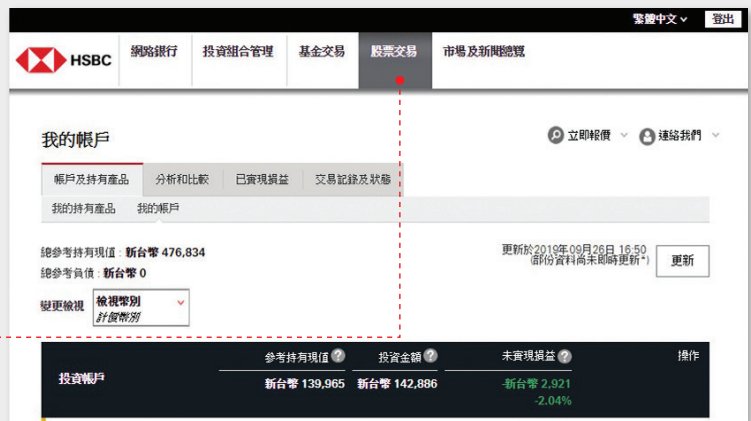 繁體中文 登出
HSBC 網路銀行 投資組合管理 基金交易 股票交易 市場及新聞總覽
我的帳戶 立即報價 連絡我們
帳戶及持有產品 分析和比較 已實現損益 交易記錄及狀態
我的持有產品 我的帳戶
總參考持有現值 : 新台幣 476,834
總參考負債 : 新台幣 0
更新於2019年09月26日 16:50
(部份資料尚未即時更新*)
更新
變更檢視 檢視幣別
計價幣別
參考持有現值 ? 投資金額 ? 未實現損益 ? 操作
投資帳戶 新台幣 139,965 新台幣 142,886 -新台幣 2,921
-2.04%